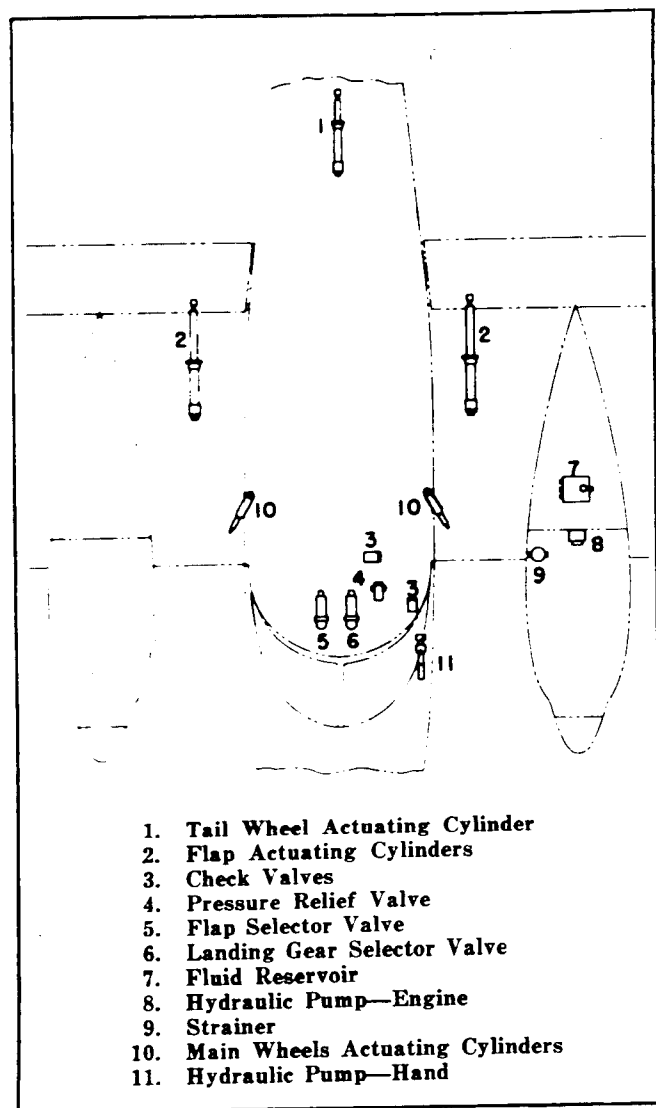 1
2
2
7
10
10
3
8
9
4
3
5
6
11
1. Tail Wheel Actuating Cylinder
2. Flap Actuating Cylinders
3. Check Valves
4. Pressure Relief Valve
5. Flap Selector Valve
6. Landing Gear Selector Valve
7. Fluid Reservoir
8. Hydraulic Pump—Engine
9. Strainer
10. Main Wheels Actuating Cylinders
11. Hydraulic Pump—Hand